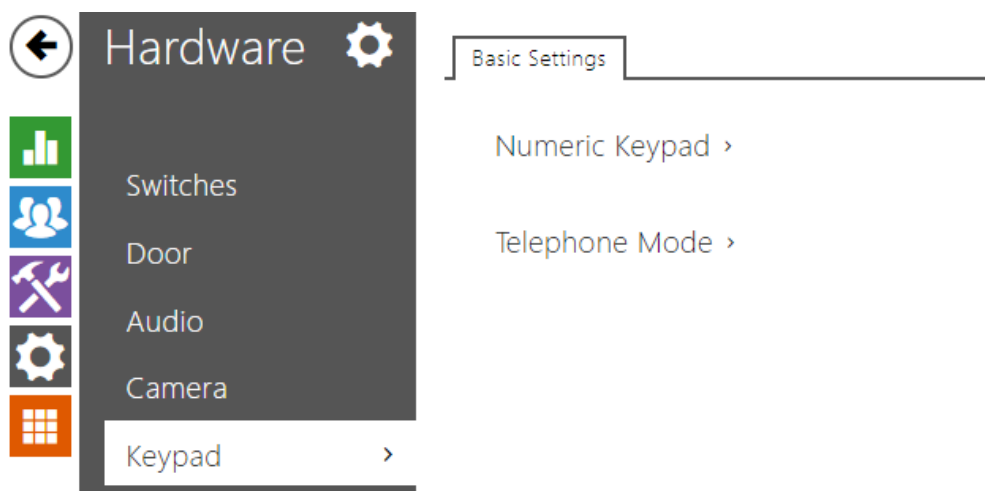 Hardware
Switches
Door
Audio
Camera
Keypad
Basic Settings
Numeric Keypad
Telephone Mode